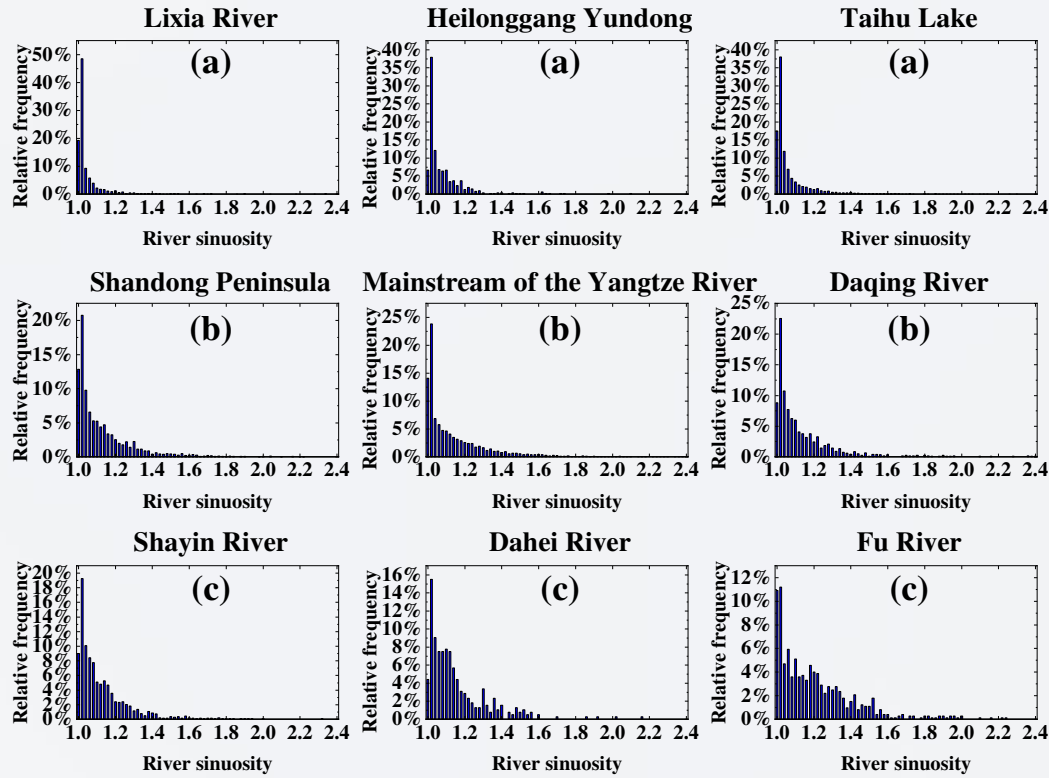 Lixia River
Heilonggang Yundong
Taihu Lake
(a)
(a)
(a)
Relative frequency
50%
40%
30%
20%
10%
0%
1.0 1.2 1.4 1.6 1.8 2.0 2.2 2.4
River sinuosity
Relative frequency
40%
35%
30%
25%
20%
15%
10%
5%
0%
1.0 1.2 1.4 1.6 1.8 2.0 2.2 2.4
River sinuosity
Relative frequency
40%
35%
30%
25%
20%
15%
10%
5%
0%
1.0 1.2 1.4 1.6 1.8 2.0 2.2 2.4
River sinuosity
Shandong Peninsula
Mainstream of the Yangtze River
Daqing River
(b)
(b)
(b)
Relative frequency
20%
15%
10%
5%
0%
1.0 1.2 1.4 1.6 1.8 2.0 2.2 2.4
River sinuosity
Relative frequency
25%
20%
15%
10%
5%
0%
1.0 1.2 1.4 1.6 1.8 2.0 2.2 2.4
River sinuosity
Relative frequency
25%
20%
15%
10%
5%
0%
1.0 1.2 1.4 1.6 1.8 2.0 2.2 2.4
River sinuosity
Shayin River
Dahei River
Fu River
(c)
(c)
(c)
Relative frequency
20%
18%
16%
14%
12%
10%
8%
6%
4%
2%
0%
1.0 1.2 1.4 1.6 1.8 2.0 2.2 2.4
River sinuosity
Relative frequency
16%
14%
12%
10%
8%
6%
4%
2%
0%
1.0 1.2 1.4 1.6 1.8 2.0 2.2 2.4
River sinuosity
Relative frequency
12%
10%
8%
6%
4%
2%
0%
1.0 1.2 1.4 1.6 1.8 2.0 2.2 2.4
River sinuosity